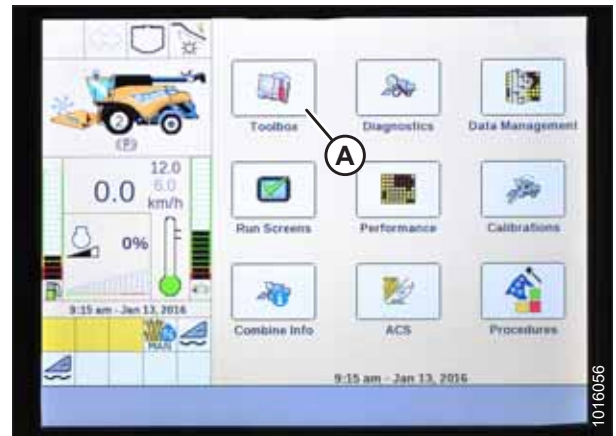 2
(P)
12.0
0.0
6.0
km/h
0%
9:15 am - Jan 13, 2016
MAN
%
Toolbox
Diagnostics
Data Management
A
Run Screens
Performance
Calibrations
Combine Info
ACS
Procedures
9:15 am - Jan 13, 2016
1016056